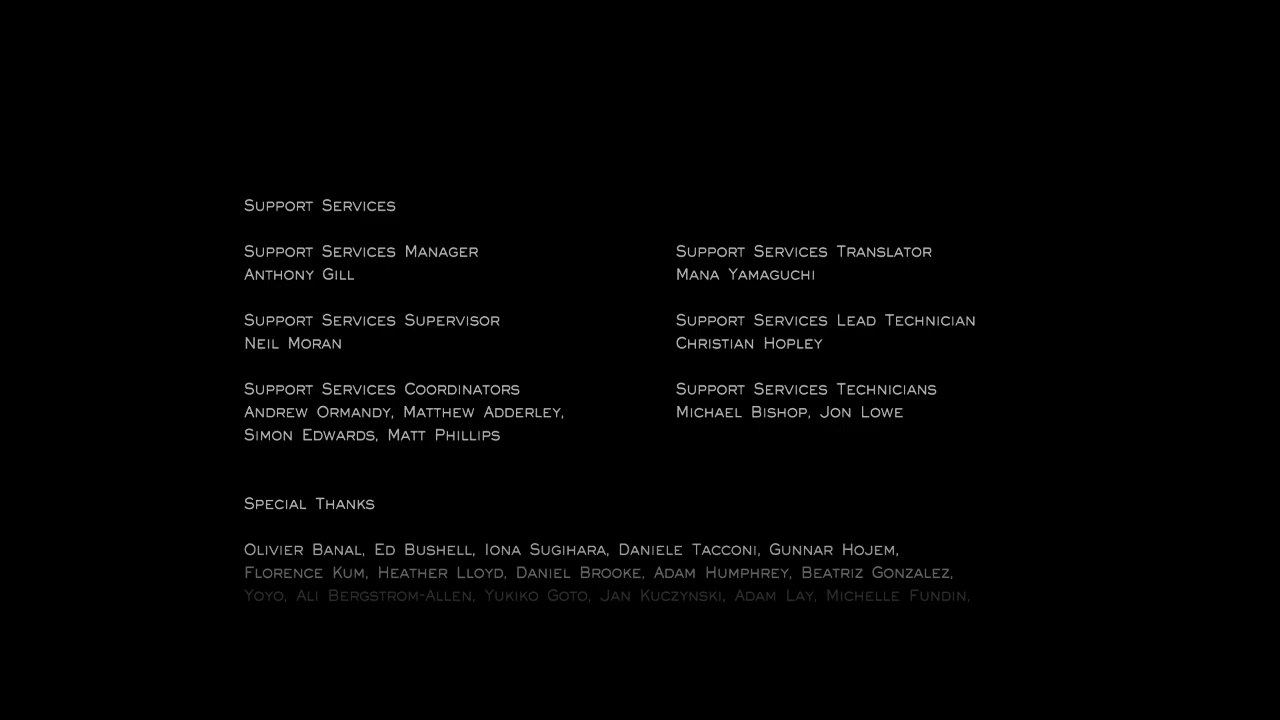 Support Services
Support Services Manager
Anthony Gill
Support Services Supervisor
Neil Moran
Support Services Coordinators
Andrew Ormandy, Matthew Adderley,
Simon Edwards, Matt Phillips
Support Services Translator
Mana Yamaguchi
Support Services Lead Technician
Christian Hopley
Support Services Technicians
Michael Bishop, Jon Lowe
Special Thanks
Olivier Banal, Ed Bushell, Iona Sugihara, Daniele Tacconi, Gunnar Hojem,
Florence Kum, Heather Lloyd, Daniel Brooke, Adam Humphrey, Beatriz Gonzalez,
Yoyo, Ali Bergstrom-Allen, Yukiko Goto, Jan Kuczynski, Adam Lay, Michelle Fundin,